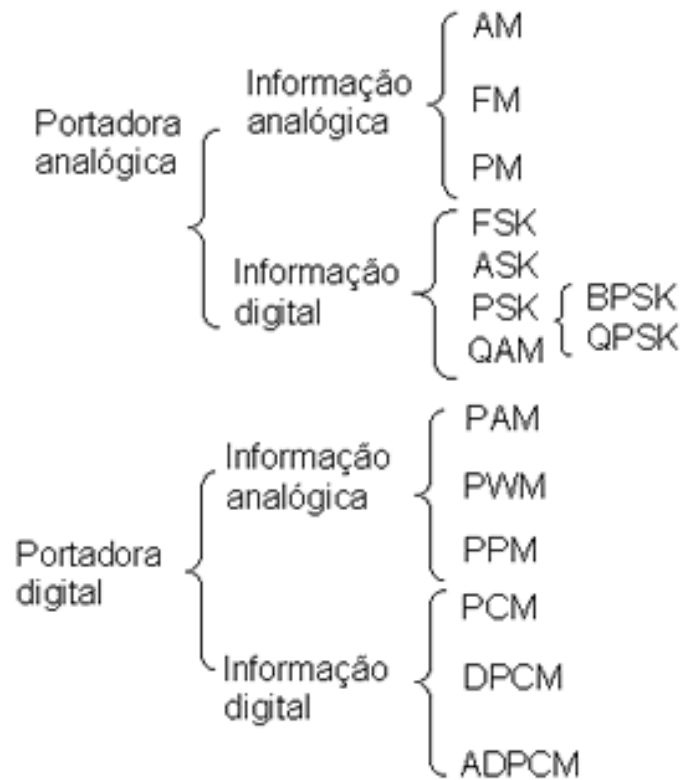 Portadora
analógica
Informação
analógica
AM
FM
PM
Informação
digital
FSK
ASK
PSK
BPSK
QPSK
QAM
Portadora
digital
Informação
analógica
PAM
PWM
PPM
Informação
digital
PCM
DPCM
ADPCM